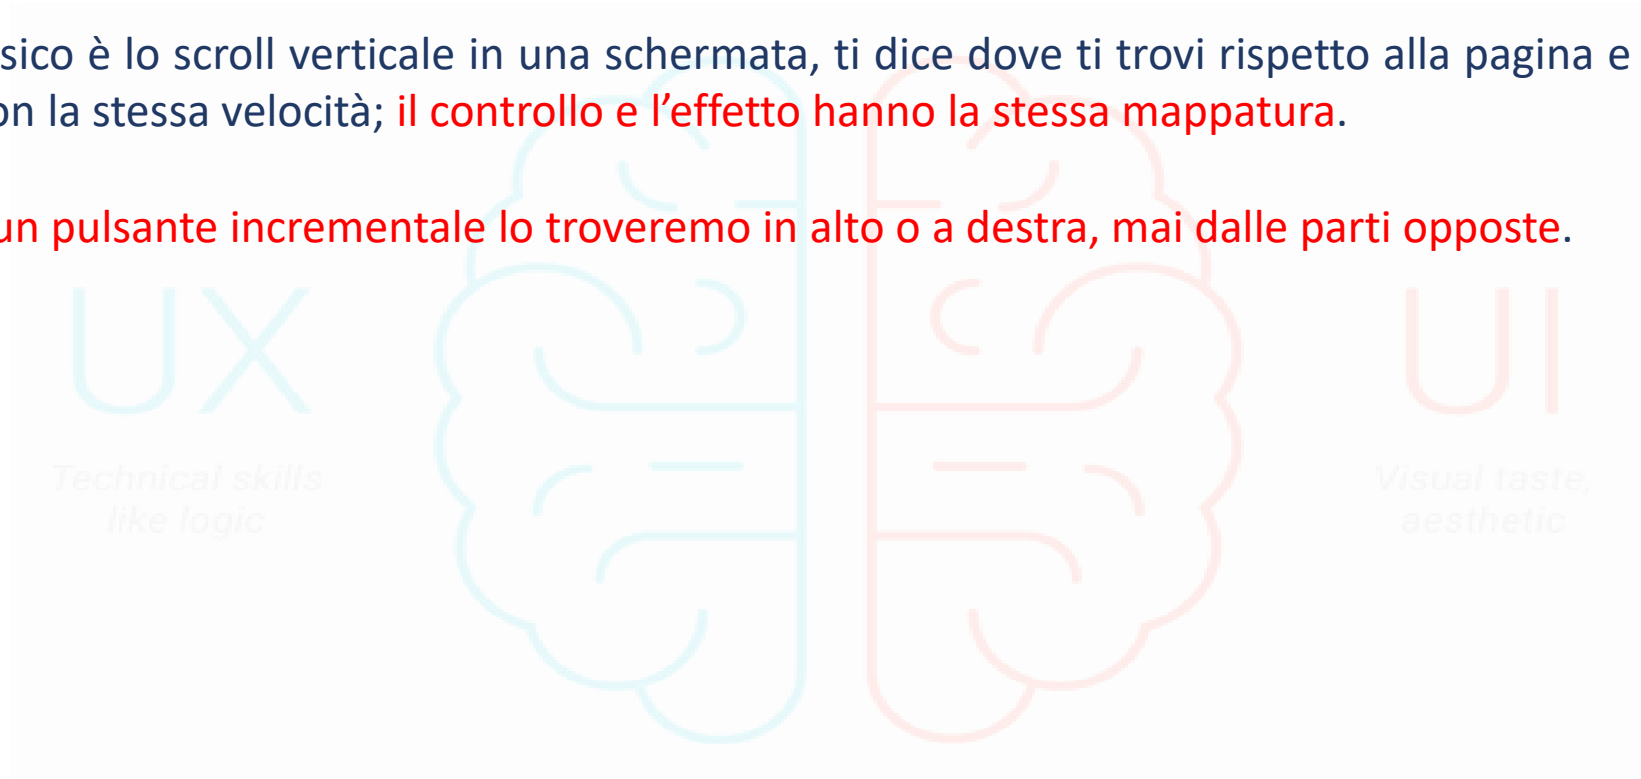 sico è lo scroll verticale in una schermata, ti dice dove ti trovi rispetto alla pagina e
on la stessa velocità; il controllo e l’effetto hanno la stessa mappatura.
un pulsante incrementale lo troveremo in alto o a destra, mai dalle parti opposte.
UX
UI
Technical skills
like logic
Visual taste,
aesthetic